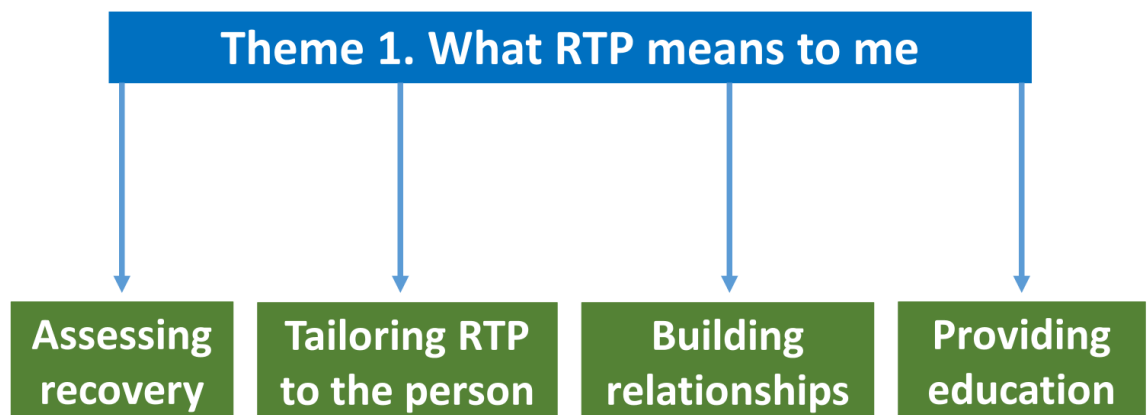 Theme 1. What RTP means to me
Assessing
recovery
Tailoring RTP
to the person
Building
relationships
Providing
education